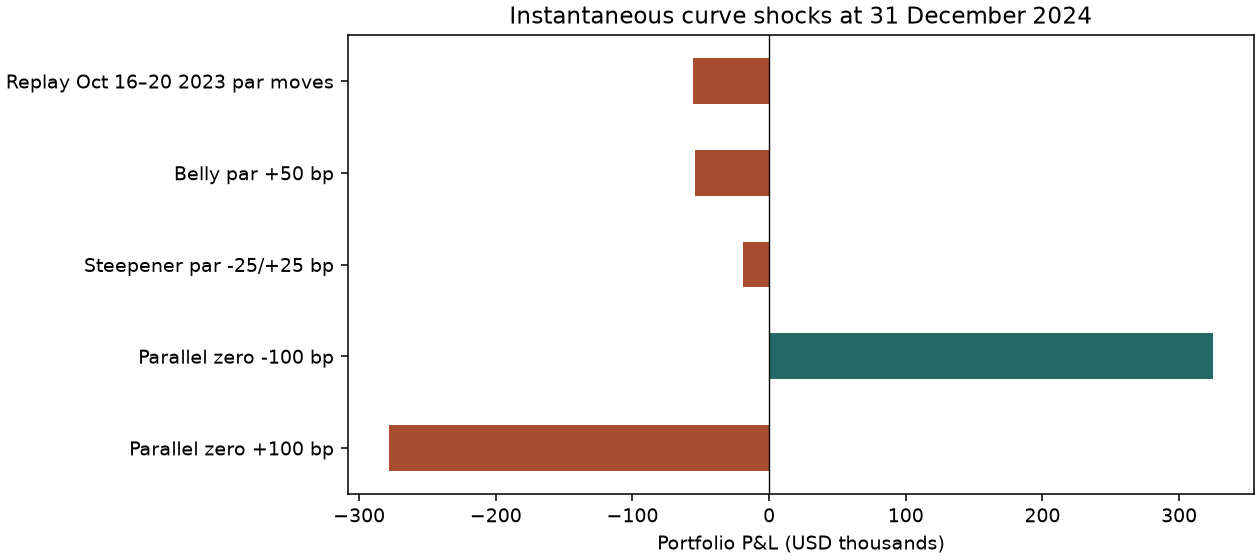 Instantaneous curve shocks at 31 December 2024
Replay Oct 16–20 2023 par moves
Belly par +50 bp
Steepener par -25/+25 bp
Parallel zero -100 bp
Parallel zero +100 bp
−300 −200 −100 0 100 200 300
Portfolio P&L (USD thousands)